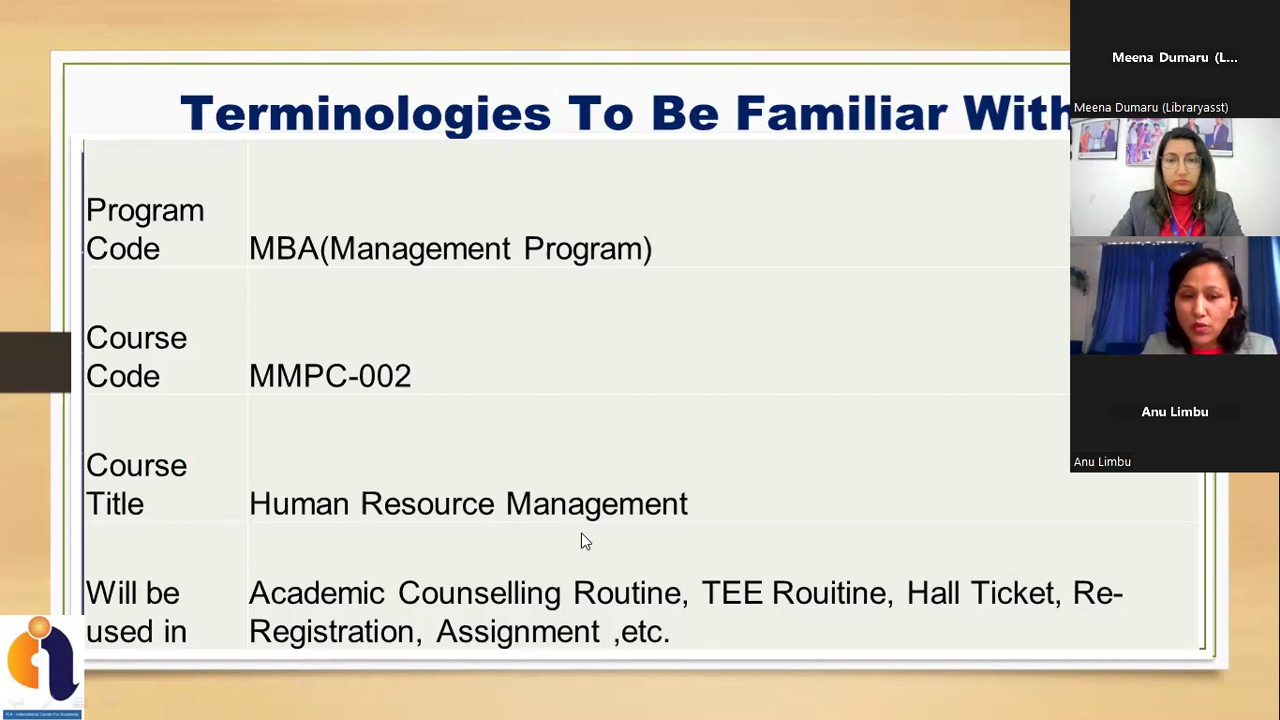 Terminologies To Be Familiar With
Program
Code
MBA(Management Program)
Course
Code
MMPC-002
Course
Title
Human Resource Management
Will be
used in
Academic Counselling Routine, TEE Rouitine, Hall Ticket, Re-
Registration, Assignment ,etc.
Meena Dumaru (L...
Meena Dumaru (Libraryasst)
Anu Limbu
Anu Limbu